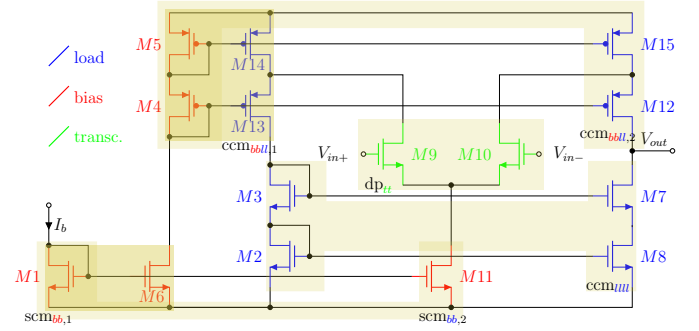 M5
M14
M15
load
bias
M4
M13
M12
transc.
ccm_bbll,1
ccm_bbll,2
V_in+
M9
M10
V_in−
V_out
dp_tt
M3
M7
I_b
M2
M8
M1
M6
M11
ccm_llll
scm_bb,1
scm_bb,2